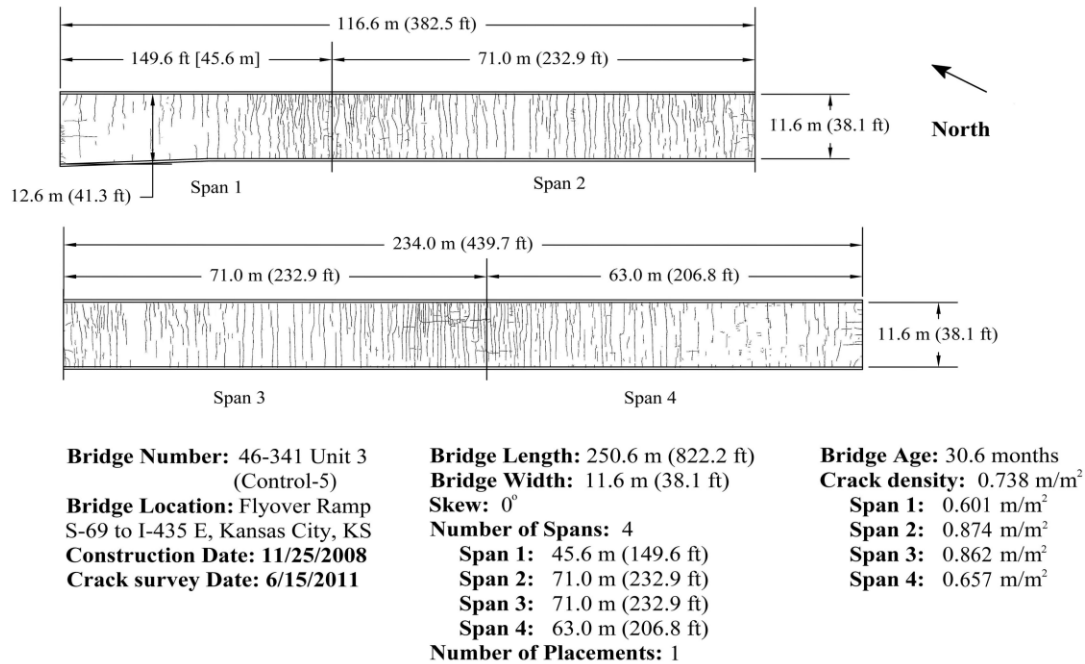 116.6 m (382.5 ft)
149.6 ft [45.6 m]
71.0 m (232.9 ft)
11.6 m (38.1 ft)
North
12.6 m (41.3 ft)
Span 1
Span 2
234.0 m (439.7 ft)
71.0 m (232.9 ft)
63.0 m (206.8 ft)
11.6 m (38.1 ft)
Span 3
Span 4
Bridge Number: 46-341 Unit 3
(Control-5)
Bridge Location: Flyover Ramp
S-69 to I-435 E, Kansas City, KS
Construction Date: 11/25/2008
Crack survey Date: 6/15/2011
Bridge Length: 250.6 m (822.2 ft)
Bridge Width: 11.6 m (38.1 ft)
Skew: 0°
Number of Spans: 4
Span 1: 45.6 m (149.6 ft)
Span 2: 71.0 m (232.9 ft)
Span 3: 71.0 m (232.9 ft)
Span 4: 63.0 m (206.8 ft)
Number of Placements: 1
Bridge Age: 30.6 months
Crack density: 0.738 m/m²
Span 1: 0.601 m/m²
Span 2: 0.874 m/m²
Span 3: 0.862 m/m²
Span 4: 0.657 m/m²